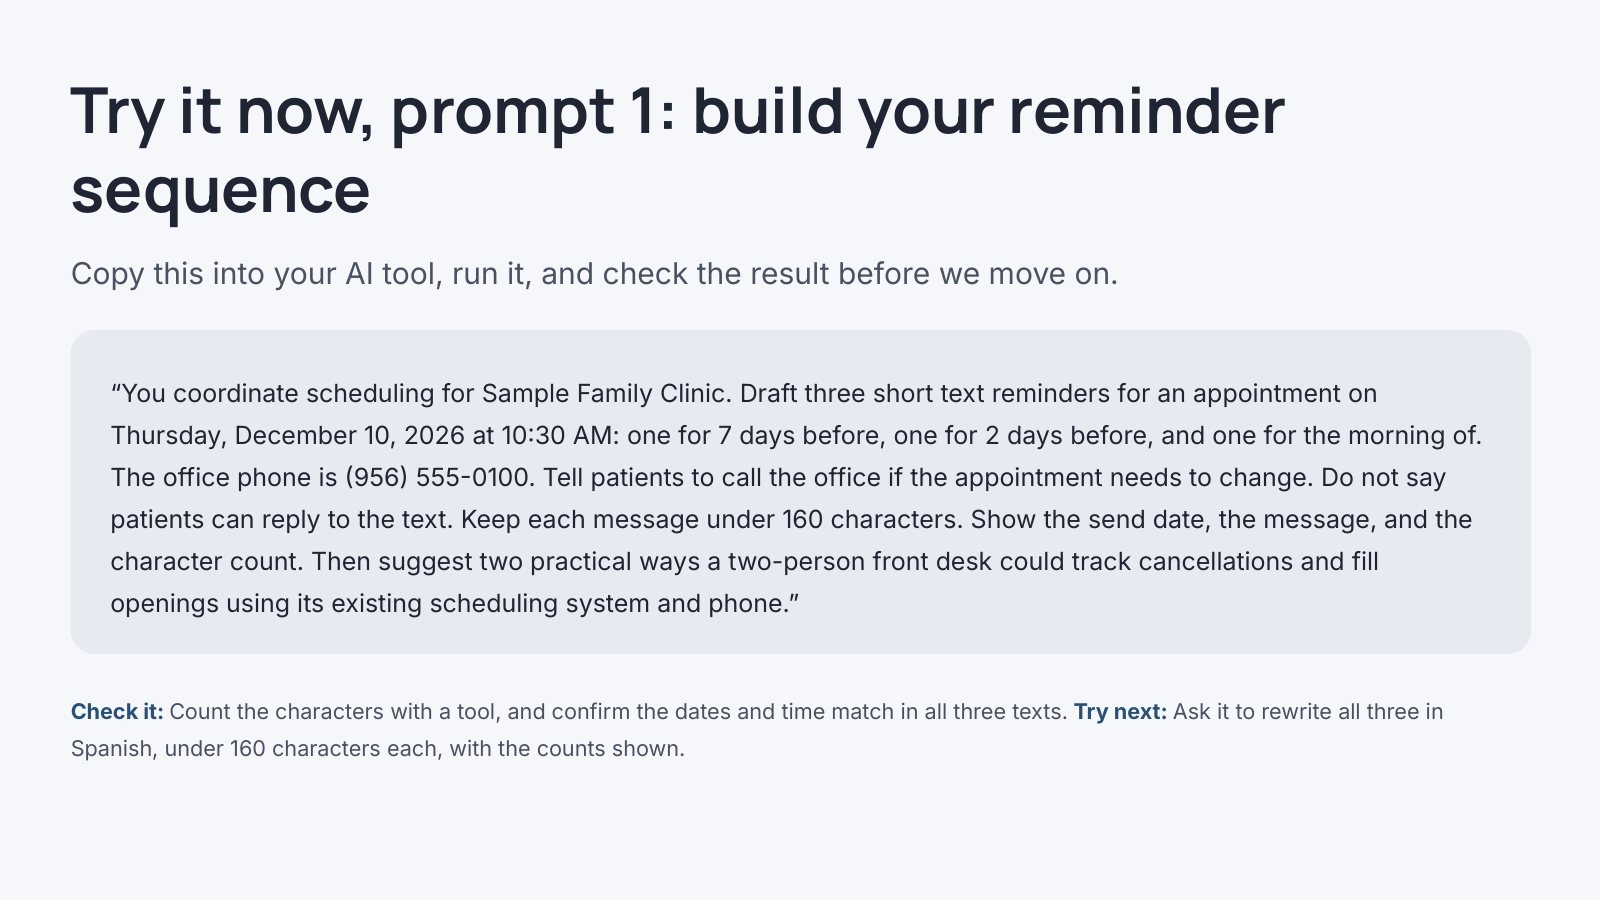 Try it now, prompt 1: build your reminder
sequence
Copy this into your AI tool, run it, and check the result before we move on.
“You coordinate scheduling for Sample Family Clinic. Draft three short text reminders for an appointment on
Thursday, December 10, 2026 at 10:30 AM: one for 7 days before, one for 2 days before, and one for the morning of.
The office phone is (956) 555-0100. Tell patients to call the office if the appointment needs to change. Do not say
patients can reply to the text. Keep each message under 160 characters. Show the send date, the message, and the
character count. Then suggest two practical ways a two-person front desk could track cancellations and fill
openings using its existing scheduling system and phone.”
Check it: Count the characters with a tool, and confirm the dates and time match in all three texts. Try next: Ask it to rewrite all three in
Spanish, under 160 characters each, with the counts shown.